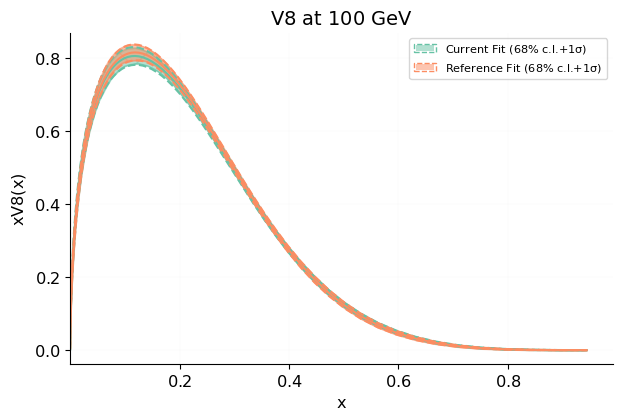 V8 at 100 GeV
Current Fit (68% c.l.+1σ)
Reference Fit (68% c.l.+1σ)
xV8(x)
0.8
0.6
0.4
0.2
0.0
0.2 0.4 0.6 0.8
x